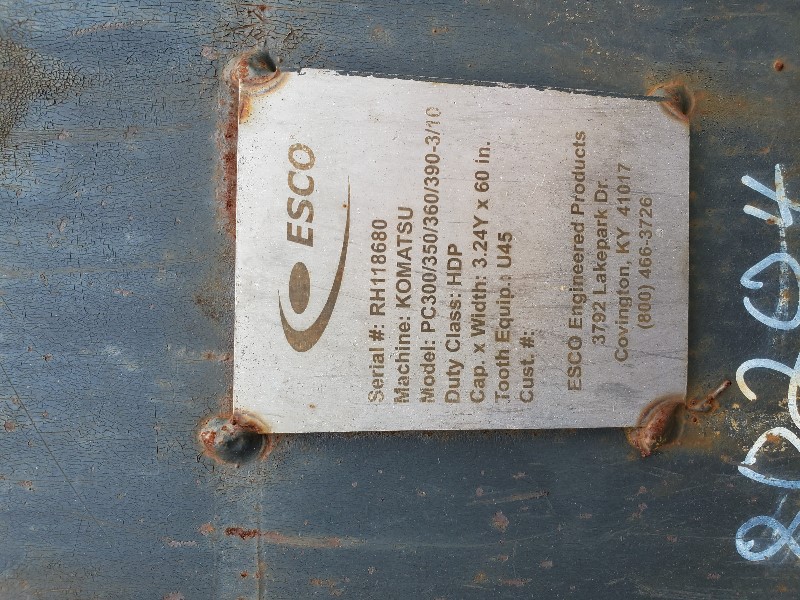 ESCO
Serial #: RH118680
Machine: KOMATSU
Model: PC300/350/360/390-3/10
Duty Class: HDP
Cap. x Width: 3.24Y x 60 in.
Tooth Equip.: U45
Cust. #:
ESCO Engineered Products
3792 Lakepark Dr.
Covington, KY 41017
(800) 466-3726